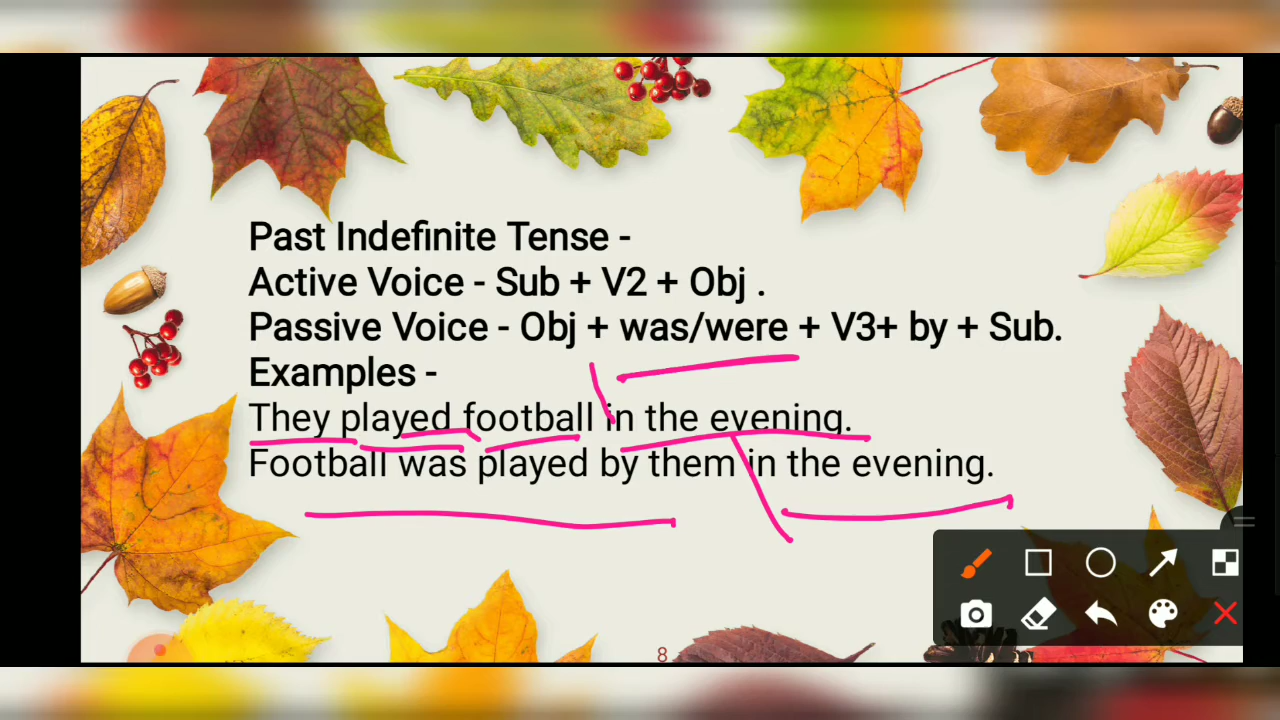 Past Indefinite Tense -
Active Voice - Sub + V2 + Obj .
Passive Voice - Obj + was/were + V3+ by + Sub.
Examples -
They played football in the evening.
Football was played by them in the evening.
8